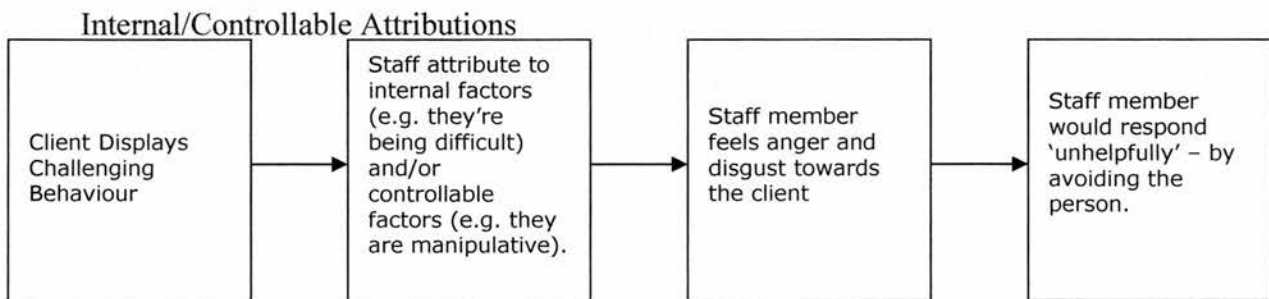 Internal/Controllable Attributions
Client Displays
Challenging
Behaviour
Staff attribute to
internal factors
(e.g. they're
being difficult)
and/or
controllable
factors (e.g. they
are manipulative).
Staff member
feels anger and
disgust towards
the client
Staff member
would respond
‘unhelpfully’ – by
avoiding the
person.